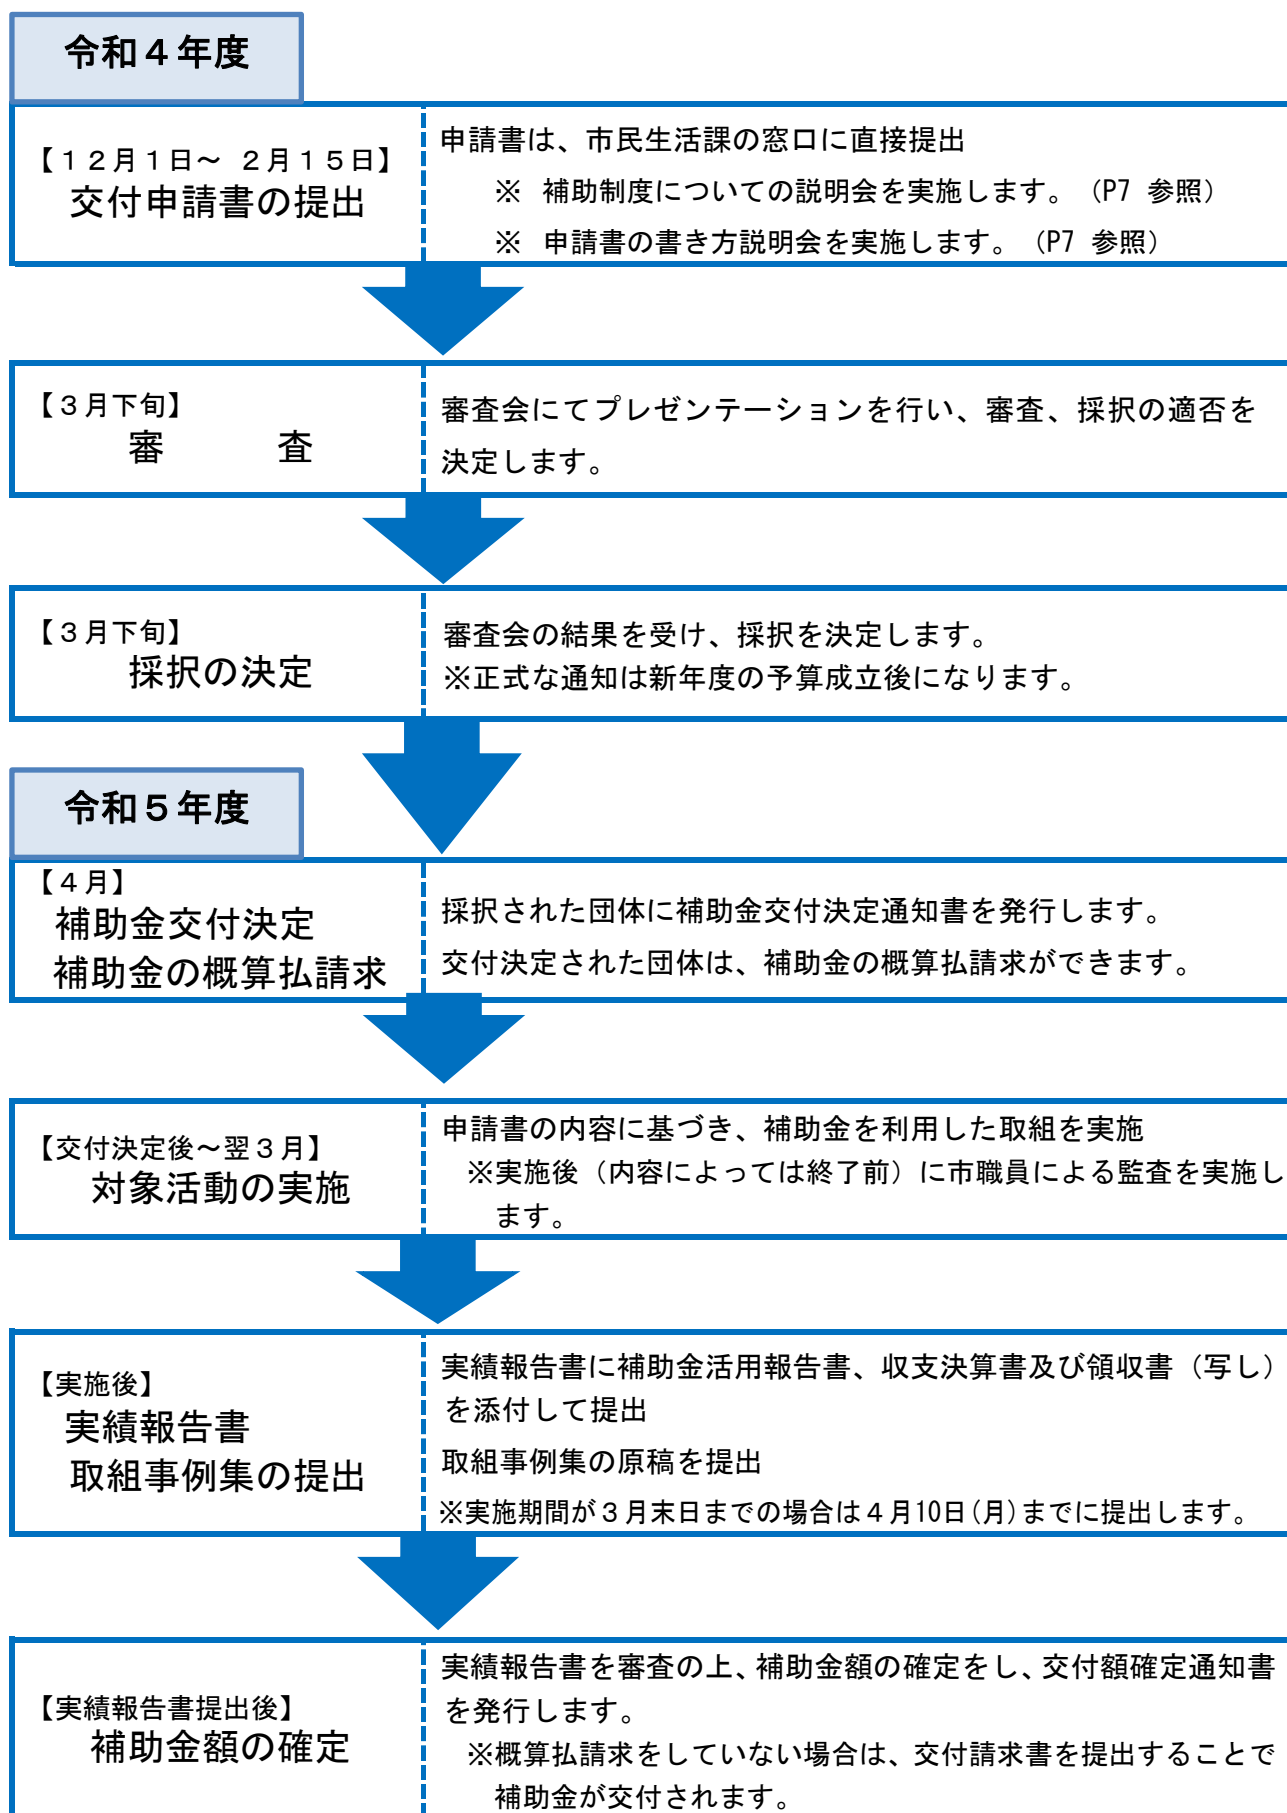 令和４年度
【１２月１日～ ２月１５日】
交付申請書の提出
申請書は、市民生活課の窓口に直接提出
※ 補助制度についての説明会を実施します。（P7 参照）
※ 申請書の書き方説明会を実施します。（P7 参照）
【３月下旬】
審　　　査
審査会にてプレゼンテーションを行い、審査、採択の適否を
決定します。
【３月下旬】
採択の決定
審査会の結果を受け、採択を決定します。
※正式な通知は新年度の予算成立後になります。
令和５年度
【４月】
補助金交付決定
補助金の概算払請求
採択された団体に補助金交付決定通知書を発行します。
交付決定された団体は、補助金の概算払請求ができます。
【交付決定後～翌３月】
対象活動の実施
申請書の内容に基づき、補助金を利用した取組を実施
※実施後（内容によっては終了前）に市職員による監査を実施し
ます。
【実施後】
実績報告書
取組事例集の提出
実績報告書に補助金活用報告書、収支決算書及び領収書（写し）
を添付して提出
取組事例集の原稿を提出
※実施期間が３月末日までの場合は４月10日(月)までに提出します。
【実績報告書提出後】
補助金額の確定
実績報告書を審査の上、補助金額の確定をし、交付額確定通知書
を発行します。
※概算払請求をしていない場合は、交付請求書を提出することで
補助金が交付されます。